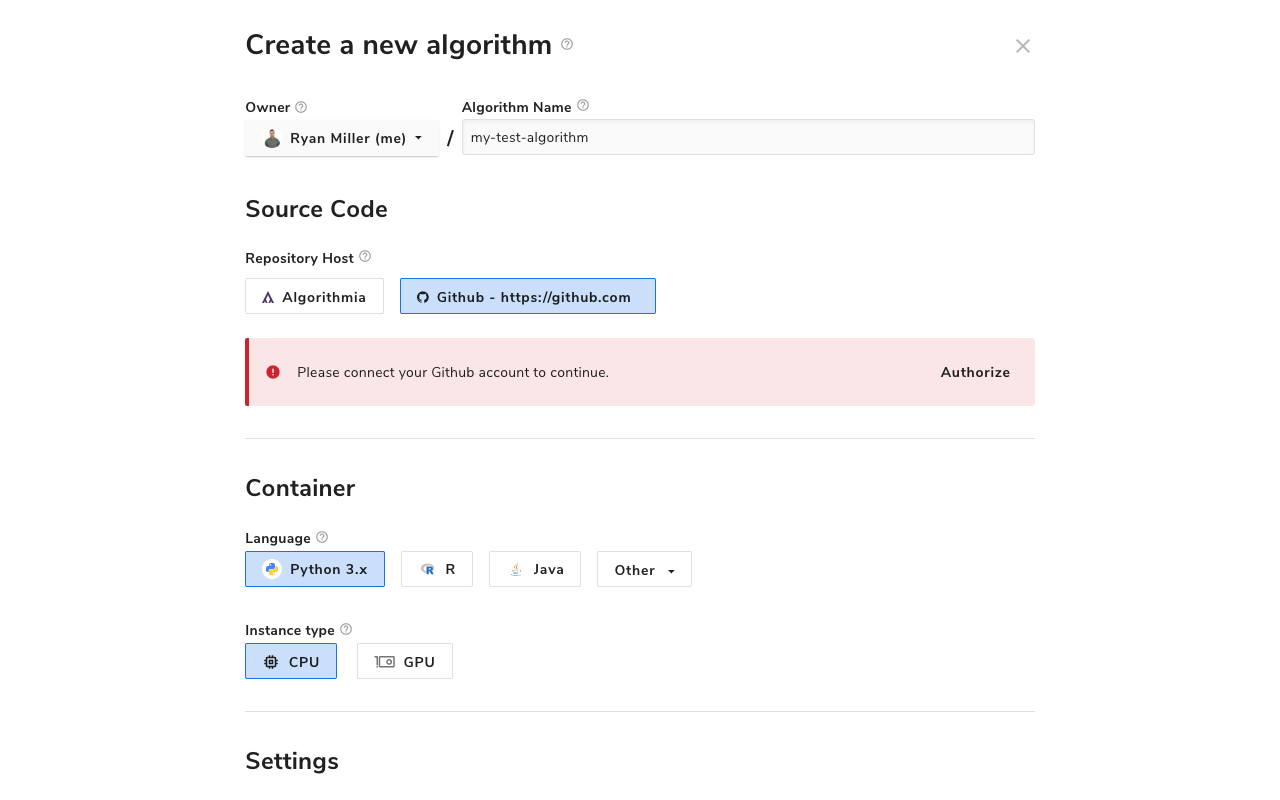 Create a new algorithm
Owner
Algorithm Name
Ryan Miller (me)
/
my-test-algorithm
Source Code
Repository Host
Algorithmia
Github - https://github.com
Please connect your Github account to continue.
Authorize
Container
Language
Python 3.x
R
Java
Other
Instance type
CPU
GPU
Settings